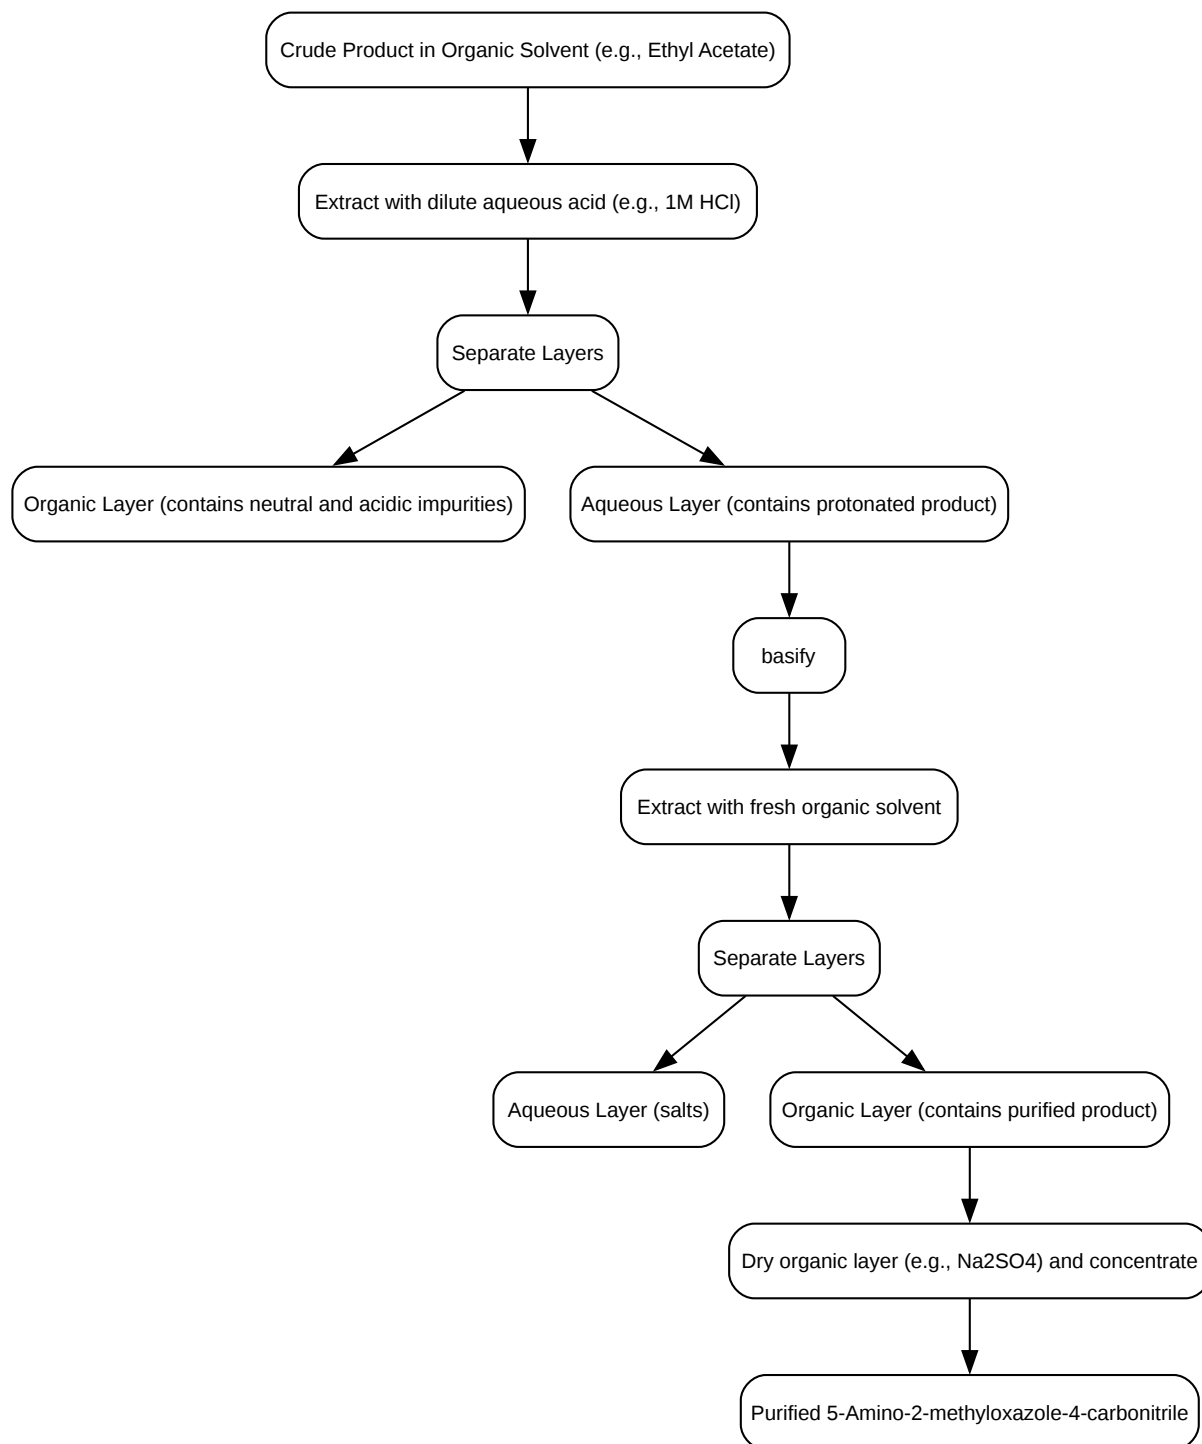 Crude Product in Organic Solvent (e.g., Ethyl Acetate)
Extract with dilute aqueous acid (e.g., 1M HCl)
Separate Layers
Organic Layer (contains neutral and acidic impurities)
Aqueous Layer (contains protonated product)
basify
Extract with fresh organic solvent
Separate Layers
Aqueous Layer (salts)
Organic Layer (contains purified product)
Dry organic layer (e.g., Na2SO4) and concentrate
Purified 5-Amino-2-methyloxazole-4-carbonitrile